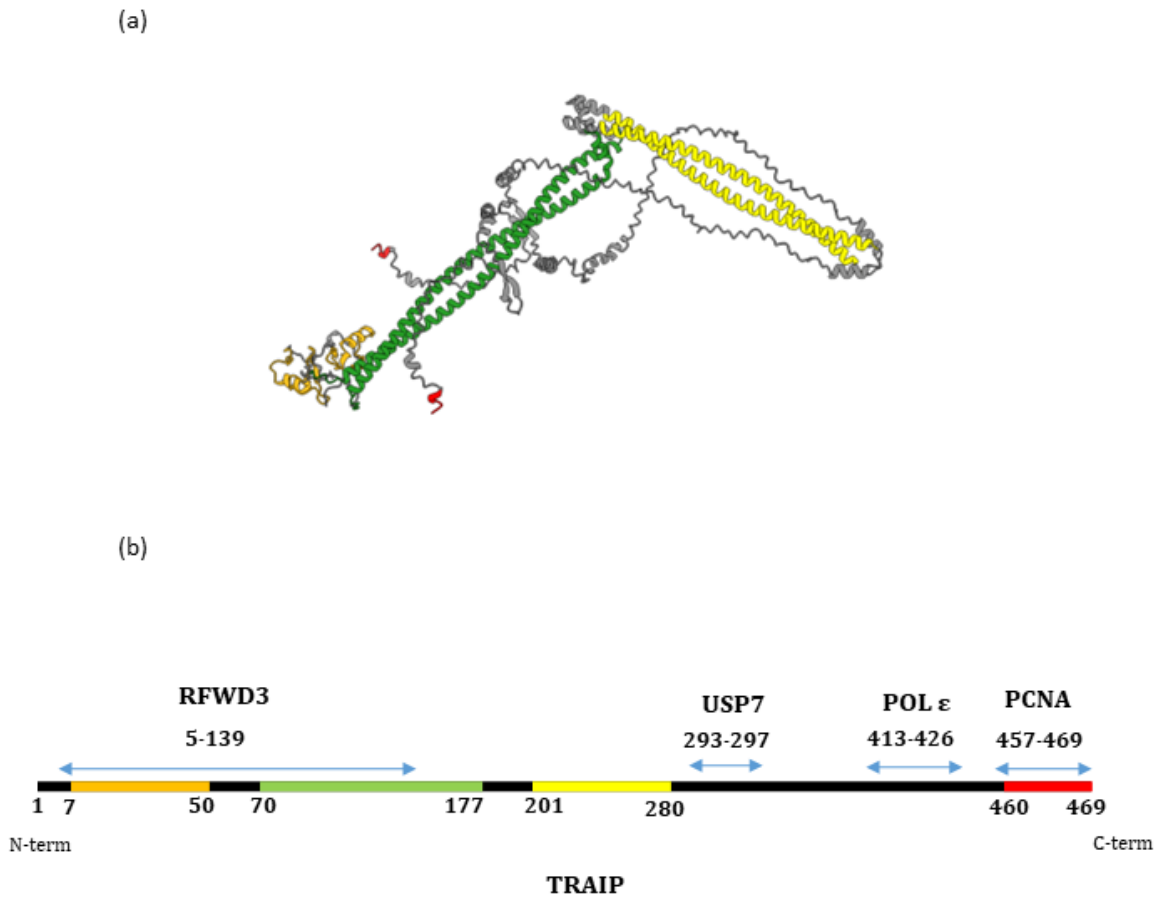 (a)
(b)
RFWD3 USP7 POL ε PCNA
5-139 293-297 413-426 457-469
1 7 50 70 177 201 280 460 469
N-term C-term
TRAIP